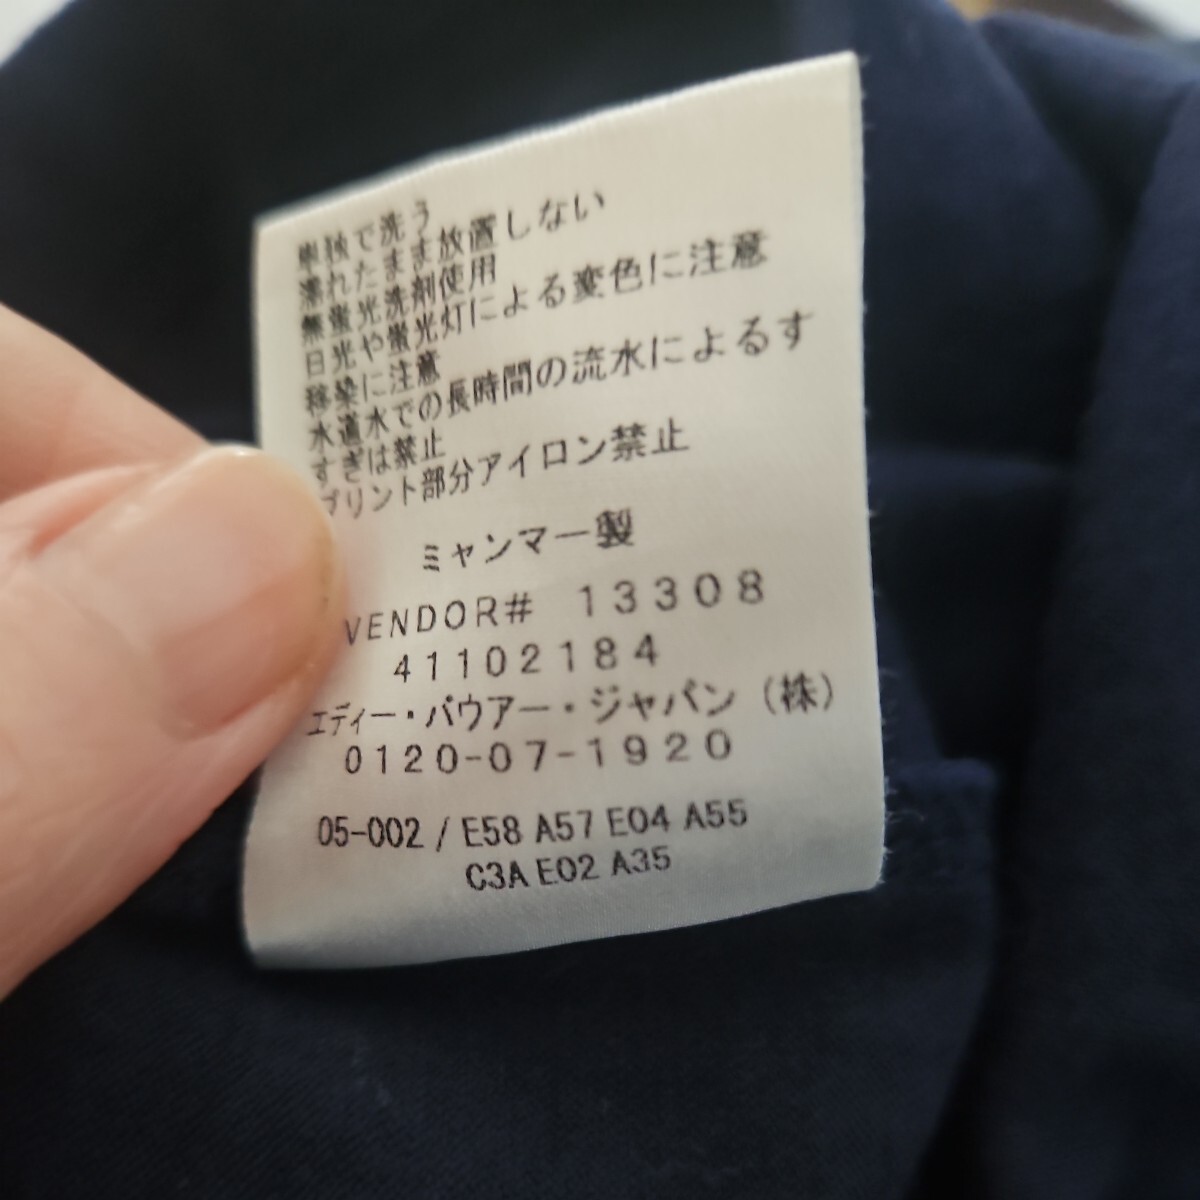 単独で洗う
濡れたまま放置しない
無蛍光洗剤使用
日光や蛍光灯による変色に注意
移染に注意
水道水での長時間の流水によるす
すぎは禁止
プリント部分アイロン禁止
ミャンマー製
VENDOR# 13308
41102184
エディー・バウアー・ジャパン（株）
0120-07-1920
05-002 / E58 A57 E04 A55
C3A E02 A35